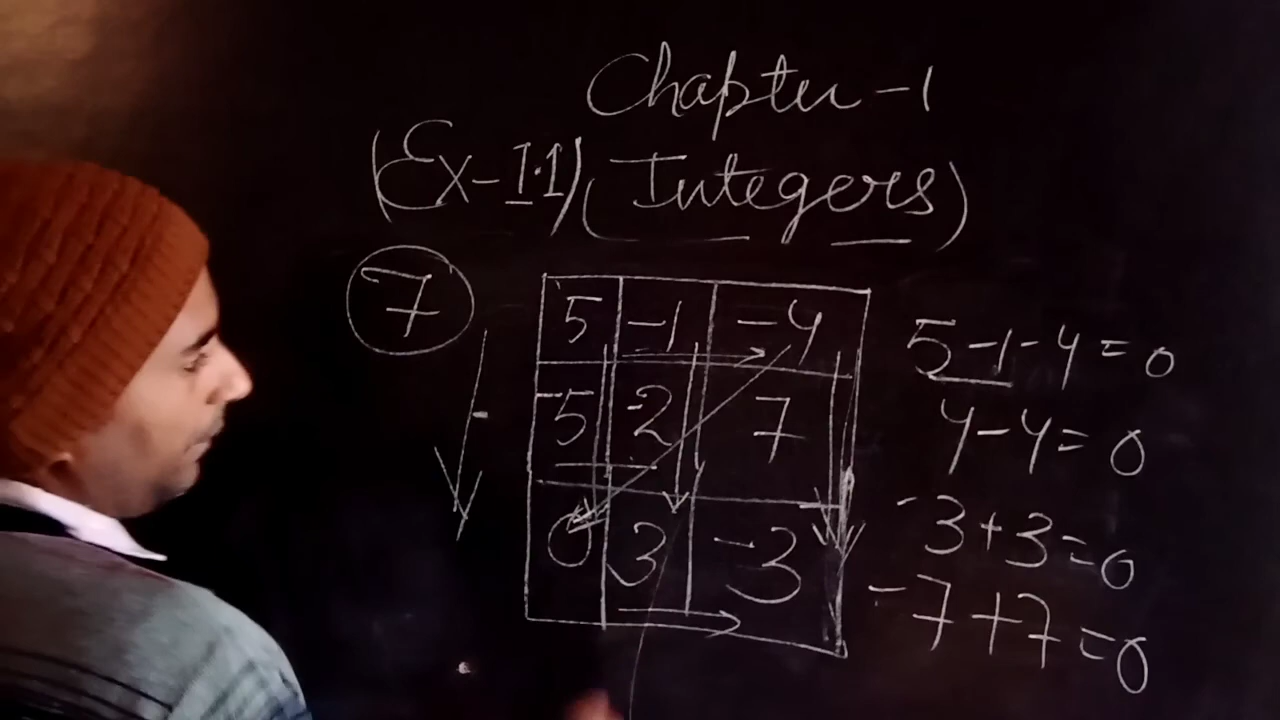 Chapter-1
(Ex-1.1) (Integers)
7
5 -1 -4
-5 -2 7
0 3 -3
5-1-4=0
4-4=0
-3+3=0
-7+7=0